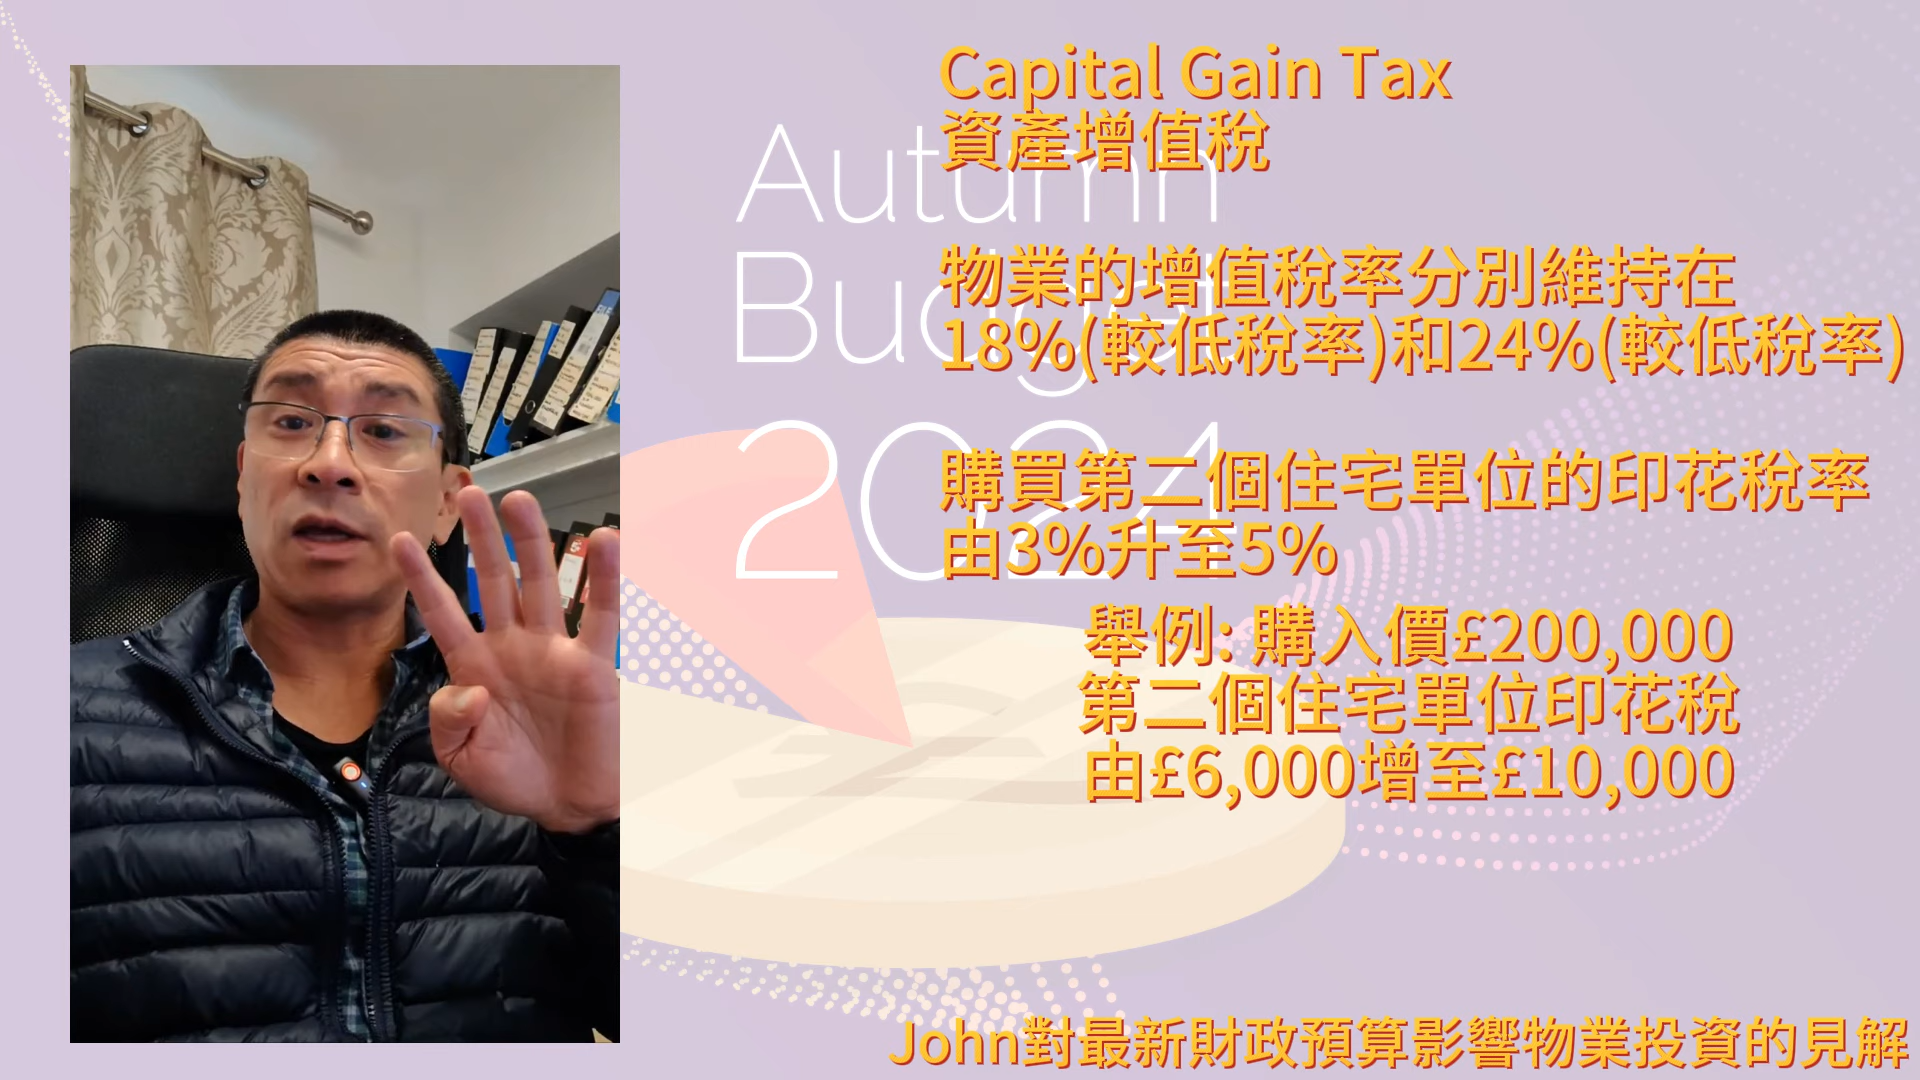 Capital Gain Tax
資產增值稅
Autumn
Budget
2024
物業的增值稅率分別維持在
18%(較低稅率)和24%(較低稅率)
購買第二個住宅單位的印花稅率
由3%升至5%
舉例: 購入價£200,000
第二個住宅單位印花稅
由£6,000增至£10,000
John對最新財政預算影響物業投資的見解